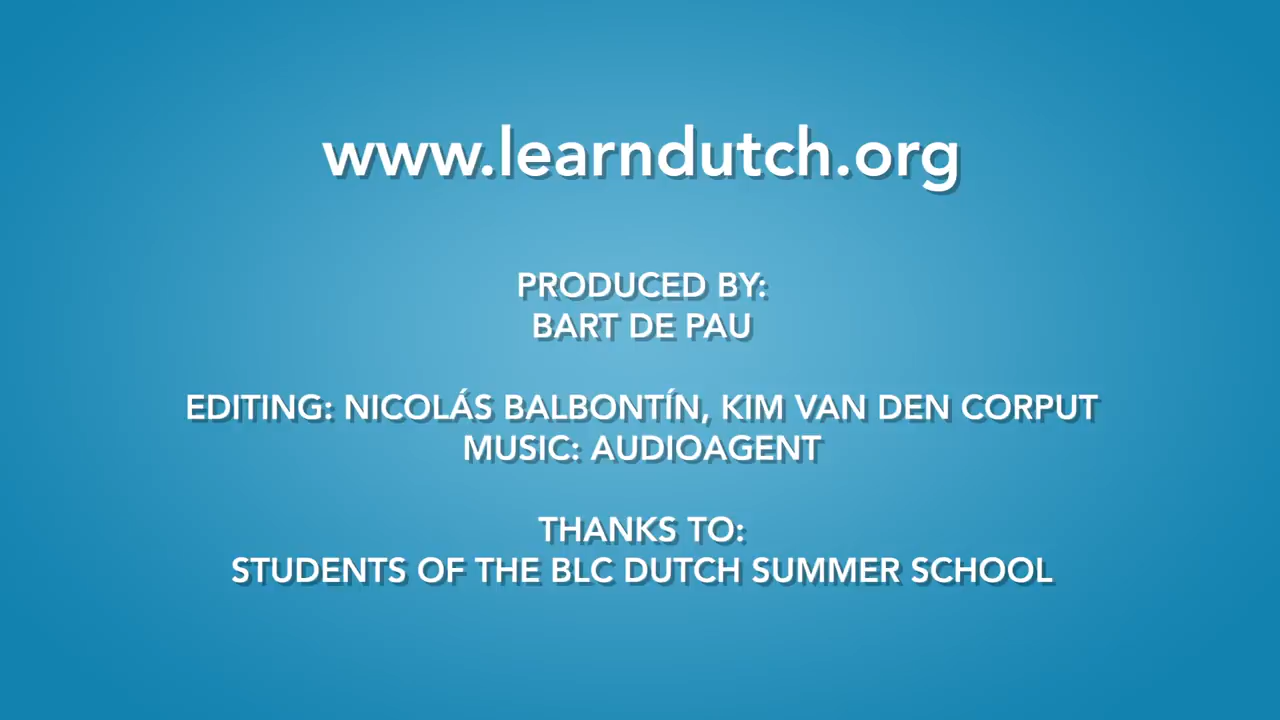 www.learndutch.org
PRODUCED BY:
BART DE PAU
EDITING: NICOLÁS BALBONTÍN, KIM VAN DEN CORPUT
MUSIC: AUDIOAGENT
THANKS TO:
STUDENTS OF THE BLC DUTCH SUMMER SCHOOL